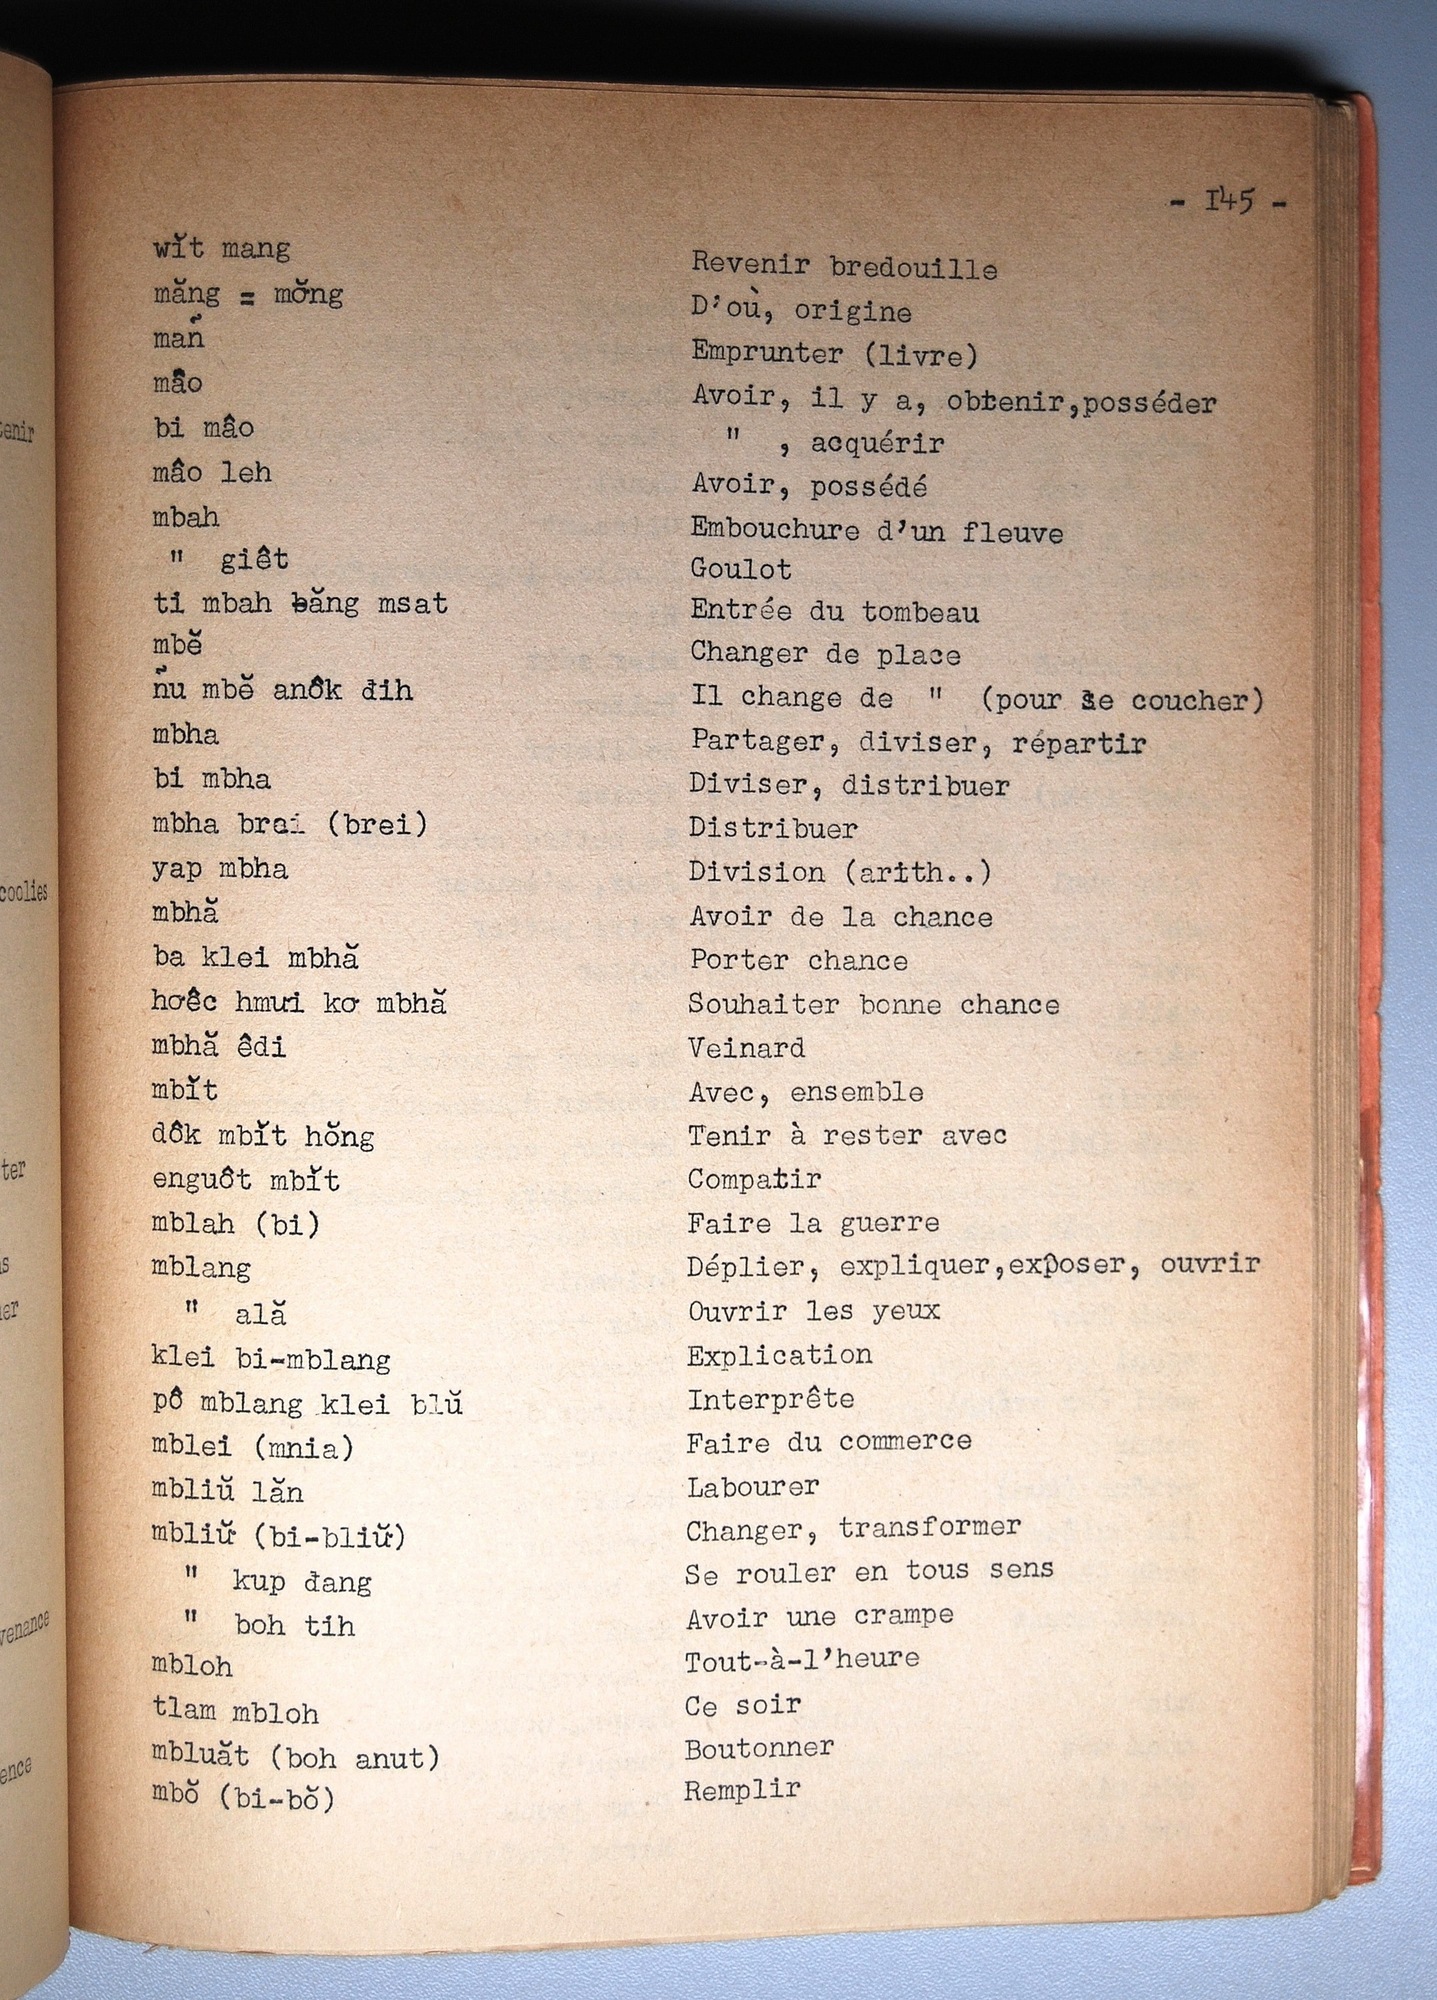 - I45 -
wĭt mang	Revenir bredouille
măng = mơ̆ng	D'où, origine
mañ	Emprunter (livre)
mâo	Avoir, il y a, obtenir,posséder
bi mâo	" , acquérir
mâo leh	Avoir, possédé
mbah	Embouchure d'un fleuve
" giêt	Goulot
ti mbah ƀăng msat	Entrée du tombeau
mbĕ	Changer de place
ñu mbĕ anôk đih	Il change de " (pour se coucher)
mbha	Partager, diviser, répartir
bi mbha	Diviser, distribuer
mbha brai (brei)	Distribuer
yap mbha	Division (arith..)
mbhă	Avoir de la chance
ba klei mbhă	Porter chance
hơêc hmưi kơ mbhă	Souhaiter bonne chance
mbhă êdi	Veinard
mbĭt	Avec, ensemble
dôk mbĭt hŏng	Tenir à rester avec
enguôt mbĭt	Compatir
mblah (bi)	Faire la guerre
mblang	Déplier, expliquer,exposer, ouvrir
" ală	Ouvrir les yeux
klei bi-mblang	Explication
pô mblang klei blŭ	Interprête
mblei (mnia)	Faire du commerce
mbliŭ lăn	Labourer
mbliư̆ (bi-bliư̆)	Changer, transformer
" kup đang	Se rouler en tous sens
" boh tih	Avoir une crampe
mbloh	Tout-à-l'heure
tlam mbloh	Ce soir
mbluăt (boh anut)	Boutonner
mbŏ (bi-bŏ)	Remplir